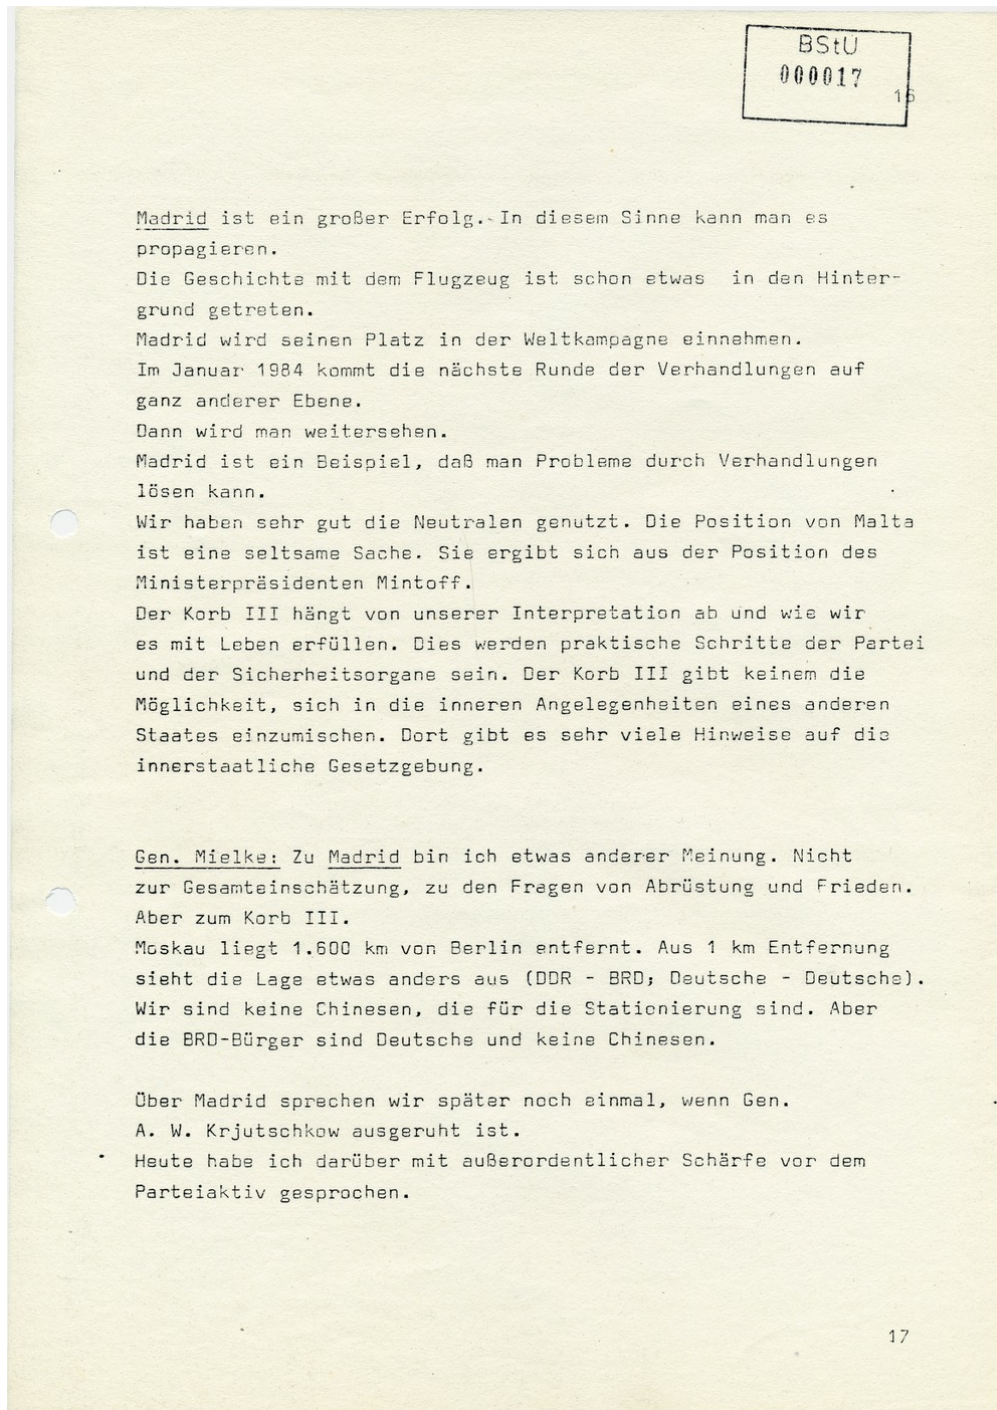 BStU
000017
16
Madrid ist ein großer Erfolg. In diesem Sinne kann man es
propagieren.
Die Geschichte mit dem Flugzeug ist schon etwas in den Hinter-
grund getreten.
Madrid wird seinen Platz in der Weltkampagne einnehmen.
Im Januar 1984 kommt die nächste Runde der Verhandlungen auf
ganz anderer Ebene.
Dann wird man weitersehen.
Madrid ist ein Beispiel, daß man Probleme durch Verhandlungen
lösen kann.
Wir haben sehr gut die Neutralen genutzt. Die Position von Malta
ist eine seltsame Sache. Sie ergibt sich aus der Position des
Ministerpräsidenten Mintoff.
Der Korb III hängt von unserer Interpretation ab und wie wir
es mit Leben erfüllen. Dies werden praktische Schritte der Partei
und der Sicherheitsorgane sein. Der Korb III gibt keinem die
Möglichkeit, sich in die inneren Angelegenheiten eines anderen
Staates einzumischen. Dort gibt es sehr viele Hinweise auf die
innerstaatliche Gesetzgebung.
Gen. Mielke: Zu Madrid bin ich etwas anderer Meinung. Nicht
zur Gesamteinschätzung, zu den Fragen von Abrüstung und Frieden.
Aber zum Korb III.
Moskau liegt 1.600 km von Berlin entfernt. Aus 1 km Entfernung
sieht die Lage etwas anders aus (DDR - BRD; Deutsche - Deutsche).
Wir sind keine Chinesen, die für die Stationierung sind. Aber
die BRD-Bürger sind Deutsche und keine Chinesen.
Über Madrid sprechen wir später noch einmal, wenn Gen.
A. W. Krjutschkow ausgeruht ist.
Heute habe ich darüber mit außerordentlicher Schärfe vor dem
Parteiaktiv gesprochen.
17